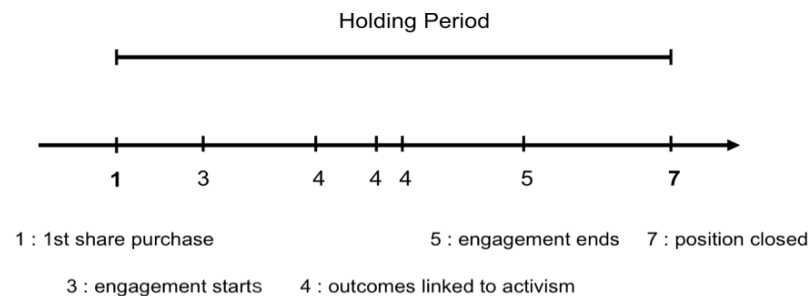 Holding Period
1 3 4 4 4 5 7
1 : 1st share purchase 5 : engagement ends 7 : position closed
3 : engagement starts 4 : outcomes linked to activism